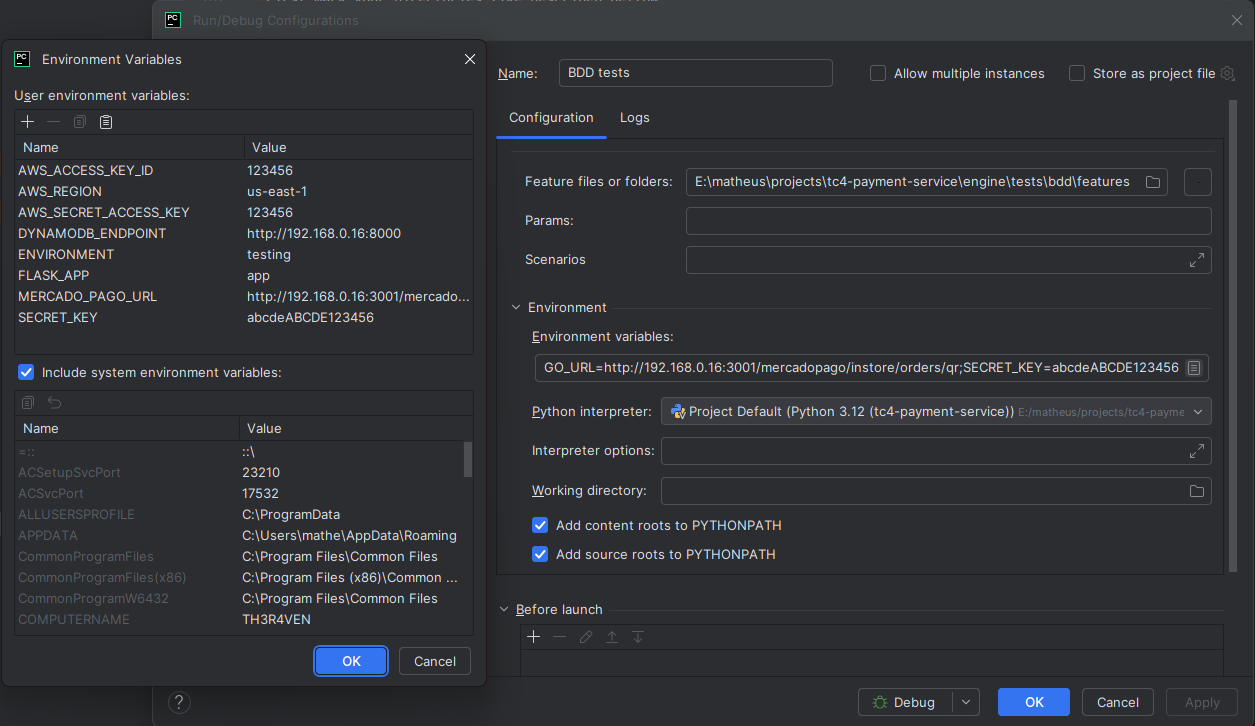 PC Run/Debug Configurations
PC Environment Variables
User environment variables:
Name Value
AWS_ACCESS_KEY_ID 123456
AWS_REGION us-east-1
AWS_SECRET_ACCESS_KEY 123456
DYNAMODB_ENDPOINT http://192.168.0.16:8000
ENVIRONMENT testing
FLASK_APP app
MERCADO_PAGO_URL http://192.168.0.16:3001/mercado...
SECRET_KEY abcdeABCDE123456
Include system environment variables:
Name Value
=:: ::\
ACSetupSvcPort 23210
ACSvcPort 17532
ALLUSERSPROFILE C:\ProgramData
APPDATA C:\Users\mathe\AppData\Roaming
CommonProgramFiles C:\Program Files\Common Files
CommonProgramFiles(x86) C:\Program Files (x86)\Common ...
CommonProgramW6432 C:\Program Files\Common Files
COMPUTERNAME TH3R4VEN
OK Cancel
Name: BDD tests Allow multiple instances Store as project file
Configuration Logs
Feature files or folders: E:\matheus\projects\tc4-payment-service\engine\tests\bdd\features
Params:
Scenarios
Environment
Environment variables:
GO_URL=http://192.168.0.16:3001/mercadopago/instore/orders/qr;SECRET_KEY=abcdeABCDE123456
Python interpreter: Project Default (Python 3.12 (tc4-payment-service)) E:/matheus/projects/tc4-payme
Interpreter options:
Working directory:
Add content roots to PYTHONPATH
Add source roots to PYTHONPATH
Before launch
? Debug OK Cancel Apply